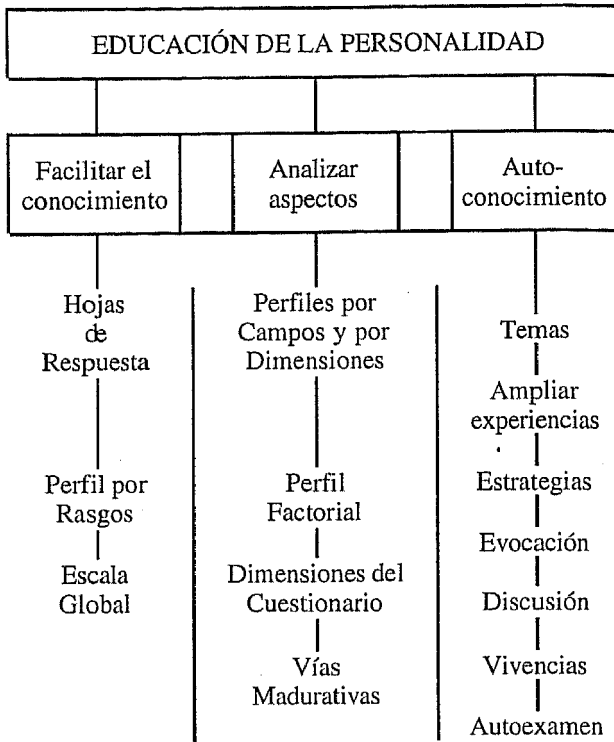 EDUCACIÓN DE LA PERSONALIDAD
Facilitar el
conocimiento
Analizar
aspectos
Auto-
conocimiento
Hojas
de
Respuesta
Perfil por
Rasgos
Escala
Global
Perfiles por
Campos y por
Dimensiones
Perfil
Factorial
Dimensiones del
Cuestionario
Vías
Madurativas
Temas
Ampliar
experiencias
Estrategias
Evocación
Discusión
Vivencias
Autoexamen